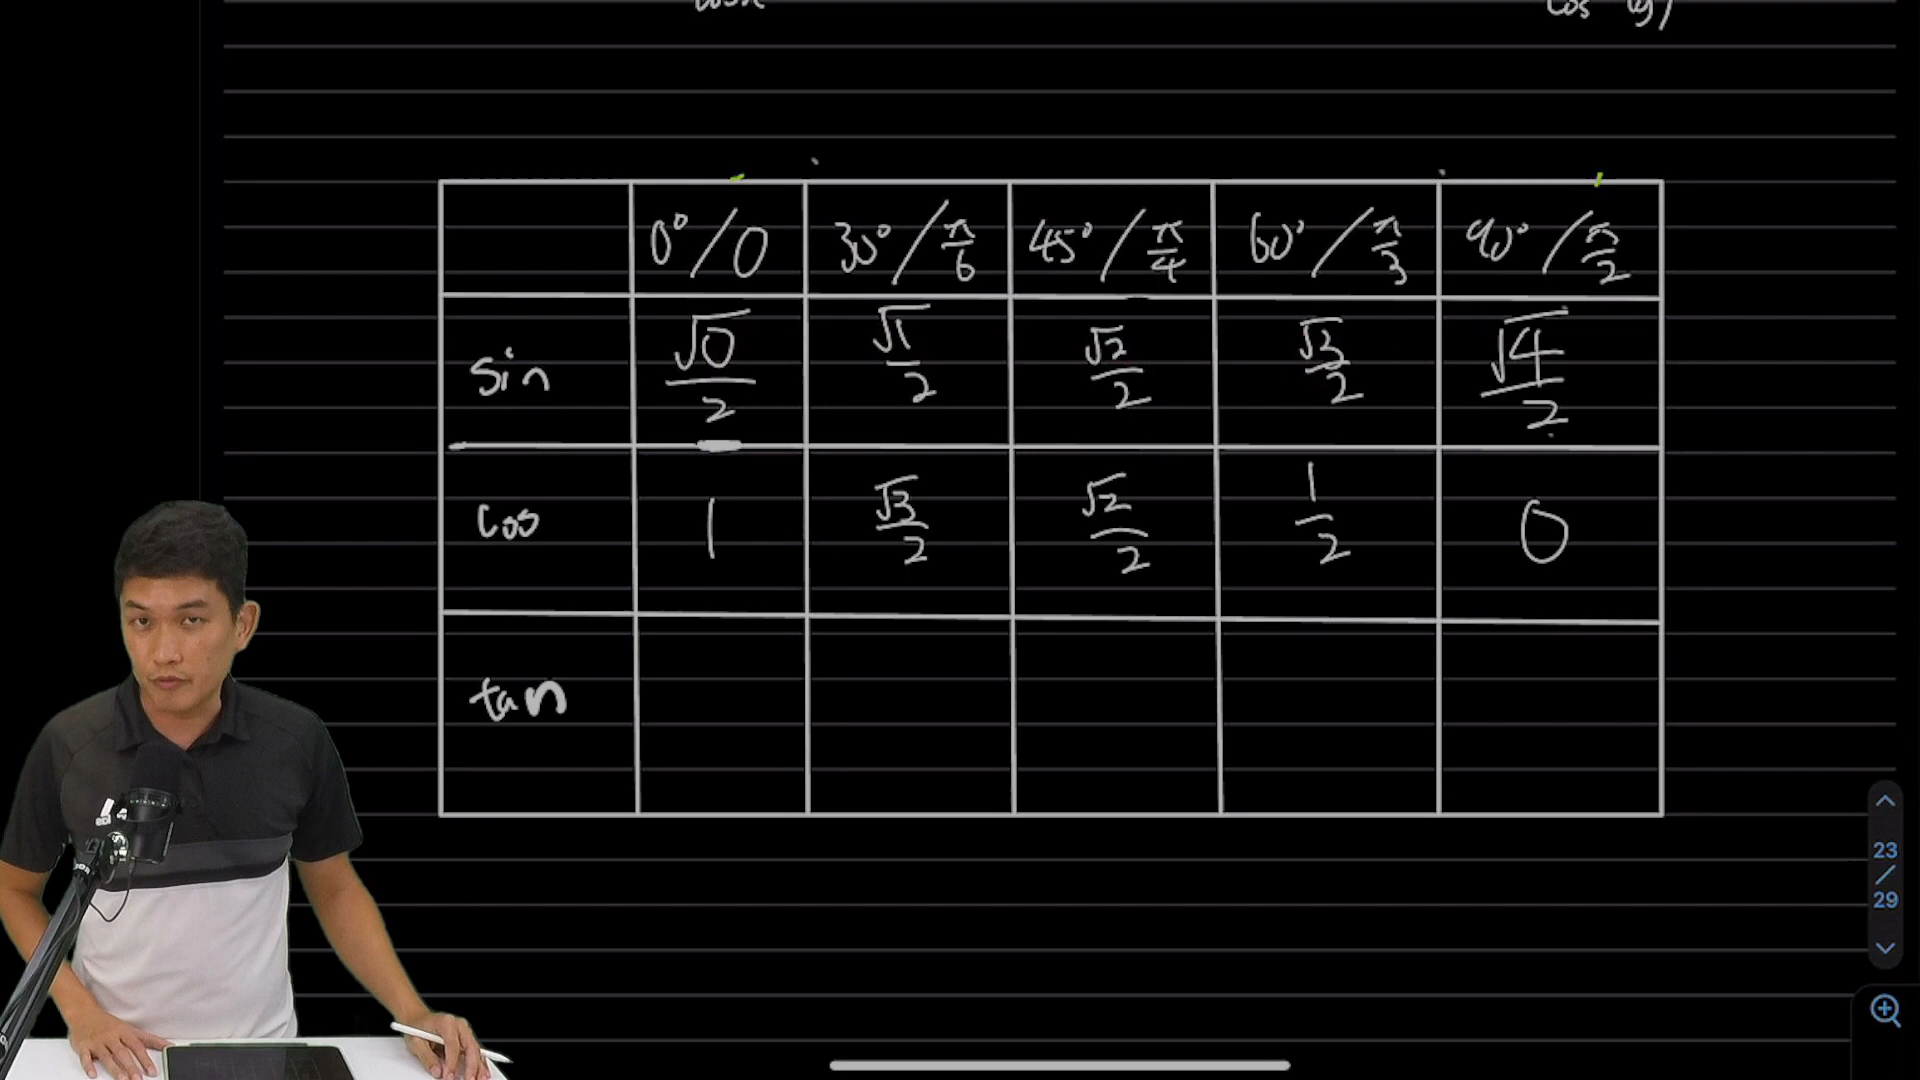 cosx
0° / 0 30° / π/6 45° / π/4 60° / π/3 90° / π/2
sin √0/2 √1/2 √2/2 √3/2 √4/2
cos 1 √3/2 √2/2 1/2 0
tan
23
/
29